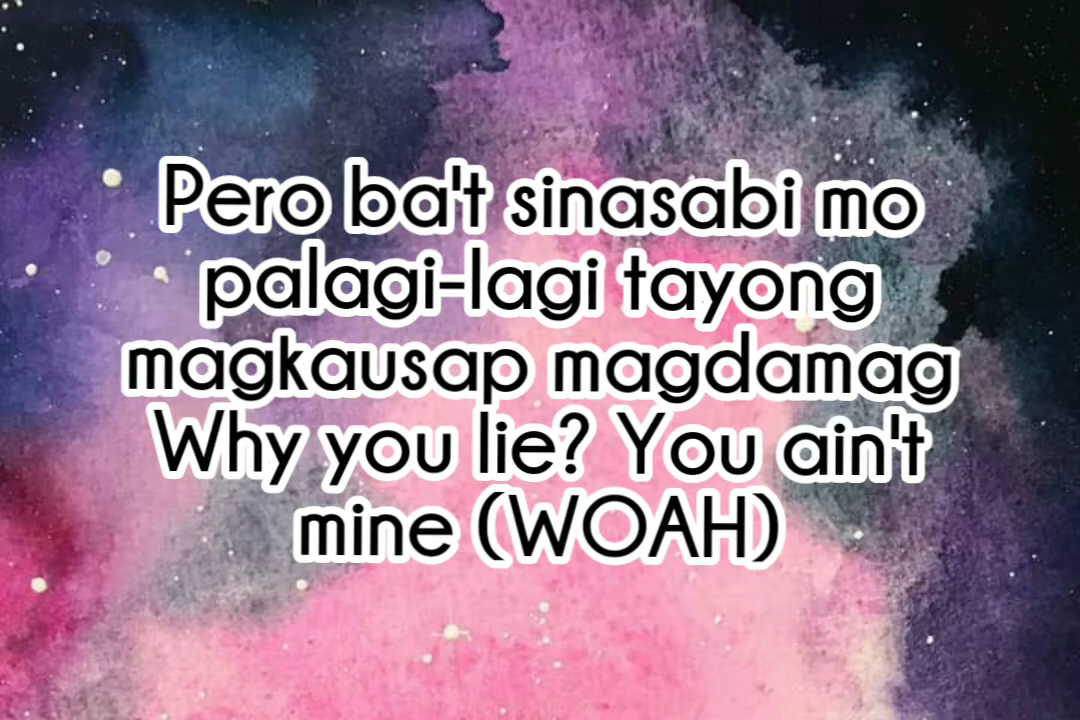 Pero ba't sinasabi mo
palagi-lagi tayong
magkausap magdamag
Why you lie? You ain't
mine (WOAH)